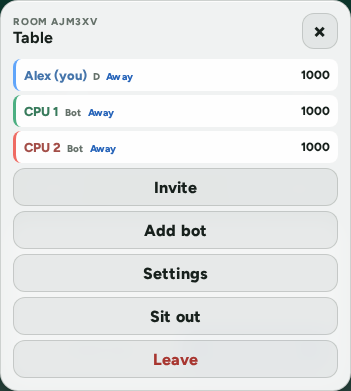 ROOM AJM3XV
Table
×
Alex (you) D Away 1000
CPU 1 Bot Away 1000
CPU 2 Bot Away 1000
Invite
Add bot
Settings
Sit out
Leave